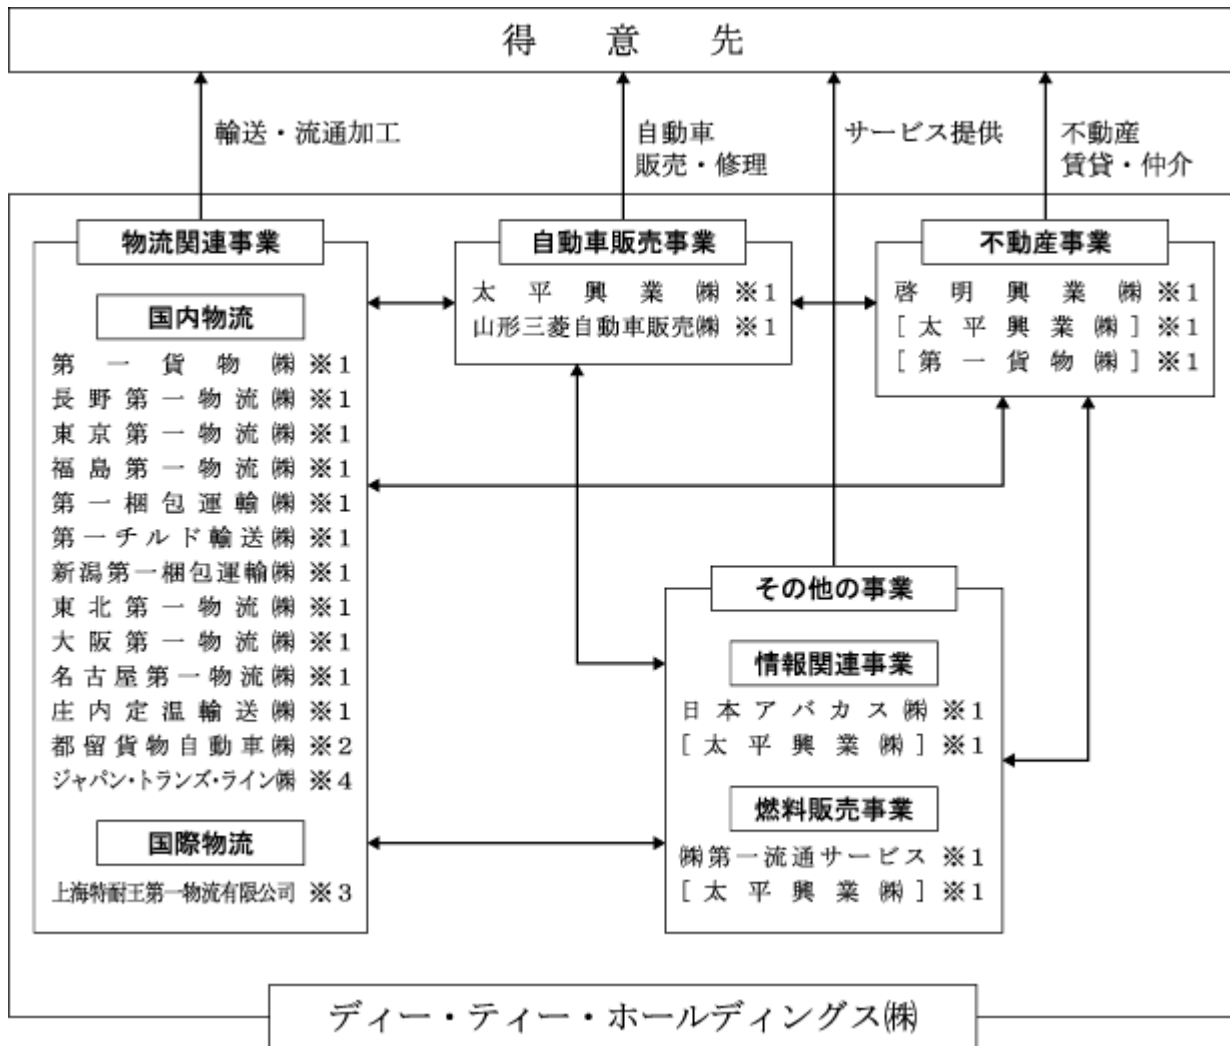 得意先
輸送・流通加工
自動車
販売・修理
サービス提供
不動産
賃貸・仲介
物流関連事業
国内物流
第一貨物㈱ ※1
長野第一物流㈱ ※1
東京第一物流㈱ ※1
福島第一物流㈱ ※1
第一梱包運輸㈱ ※1
第一チルド輸送㈱ ※1
新潟第一梱包運輸㈱ ※1
東北第一物流㈱ ※1
大阪第一物流㈱ ※1
名古屋第一物流㈱ ※1
庄内定温輸送㈱ ※1
都留貨物自動車㈱ ※2
ジャパン・トランズ・ライン㈱ ※4
国際物流
上海特耐王第一物流有限公司 ※3
自動車販売事業
太平興業㈱ ※1
山形三菱自動車販売㈱ ※1
不動産事業
啓明興業㈱ ※1
[太平興業㈱] ※1
[第一貨物㈱] ※1
その他の事業
情報関連事業
日本アバカス㈱ ※1
[太平興業㈱] ※1
燃料販売事業
㈱第一流通サービス ※1
[太平興業㈱] ※1
ディー・ティー・ホールディングス㈱